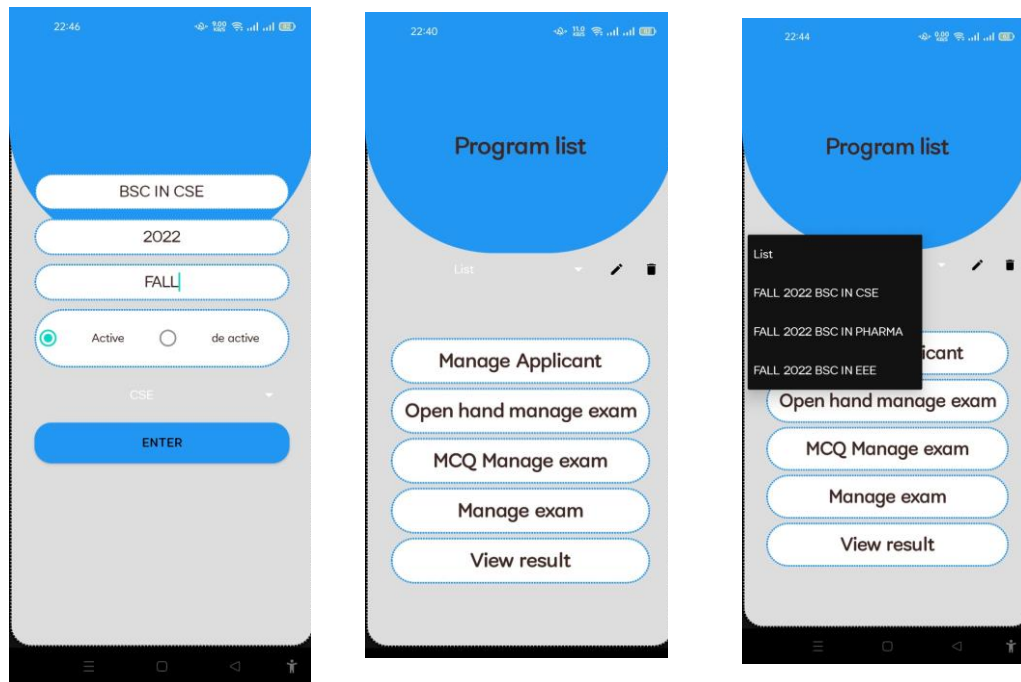 22:46
BSC IN CSE
2022
FALL
Active
de active
CSE
ENTER
22:40
Program list
List
Manage Applicant
Open hand manage exam
MCQ Manage exam
Manage exam
View result
22:44
Program list
List
FALL 2022 BSC IN CSE
FALL 2022 BSC IN PHARMA
FALL 2022 BSC IN EEE
icant
Open hand manage exam
MCQ Manage exam
Manage exam
View result